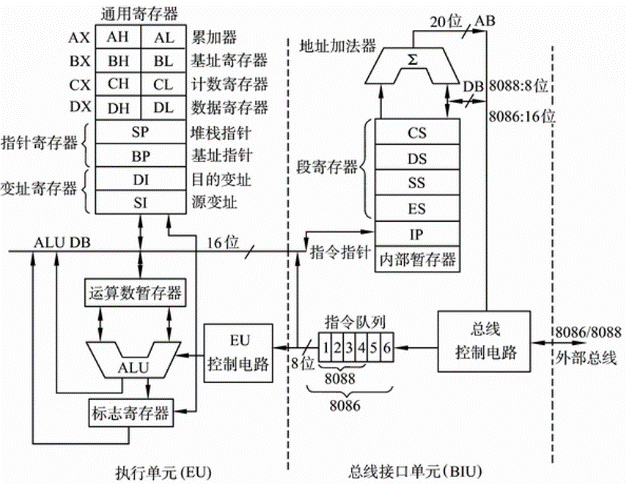 通用寄存器
AX AH AL 累加器
BX BH BL 基址寄存器
CX CH CL 计数寄存器
DX DH DL 数据寄存器
指针寄存器
SP 堆栈指针
BP 基址指针
变址寄存器
DI 目的变址
SI 源变址
ALU DB
16位
运算数暂存器
ALU
标志寄存器
EU
控制电路
8位
执行单元(EU)
20位 AB
地址加法器
Σ
DB 8088:8位
8086:16位
段寄存器
CS
DS
SS
ES
指令指针
IP
内部暂存器
指令队列
1 2 3 4 5 6
8088
8086
总线
控制电路
8086/8088
外部总线
总线接口单元(BIU)